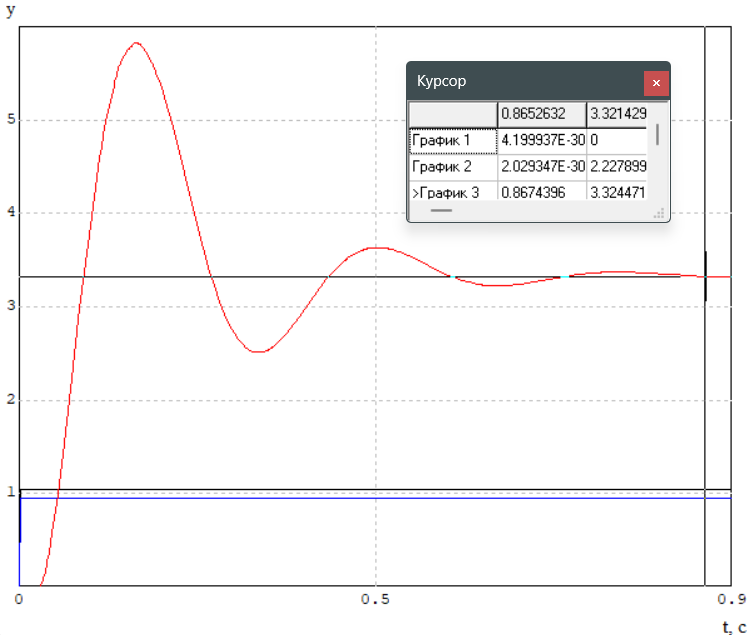 y
Курсор
×
0.8652632 3.321429
График 1 4.199937E-30 0
График 2 2.029347E-30 2.227899
>График 3 0.8674396 3.324471
5
4
3
2
1
0 0.5 0.9
t, c